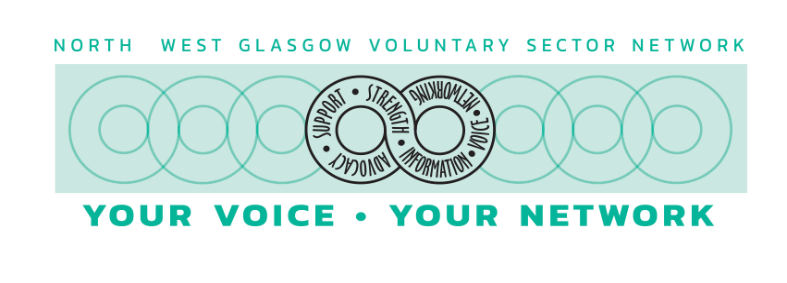 NORTH WEST GLASGOW VOLUNTARY SECTOR NETWORK
SUPPORT • STRENGTH • INFORMATION • VOICE • NETWORKING
ADVOCACY •
YOUR VOICE • YOUR NETWORK